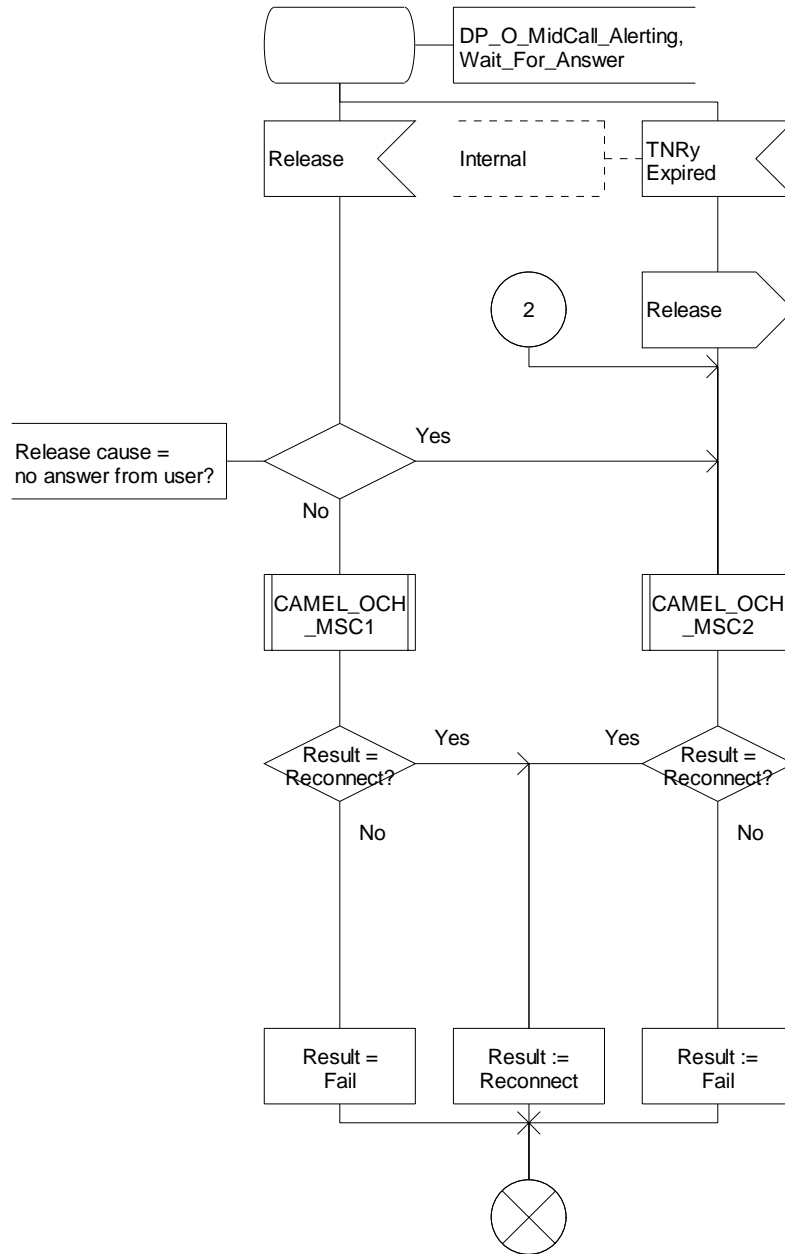 DP_O_MidCall_Alerting,
Wait_For_Answer
Release
Internal
TNRy
Expired
2
Release
Release cause =
no answer from user?
Yes
No
CAMEL_OCH
_MSC1
CAMEL_OCH
_MSC2
Result =
Reconnect?
Yes
Yes
Result =
Reconnect?
No
No
Result =
Fail
Result :=
Reconnect
Result :=
Fail